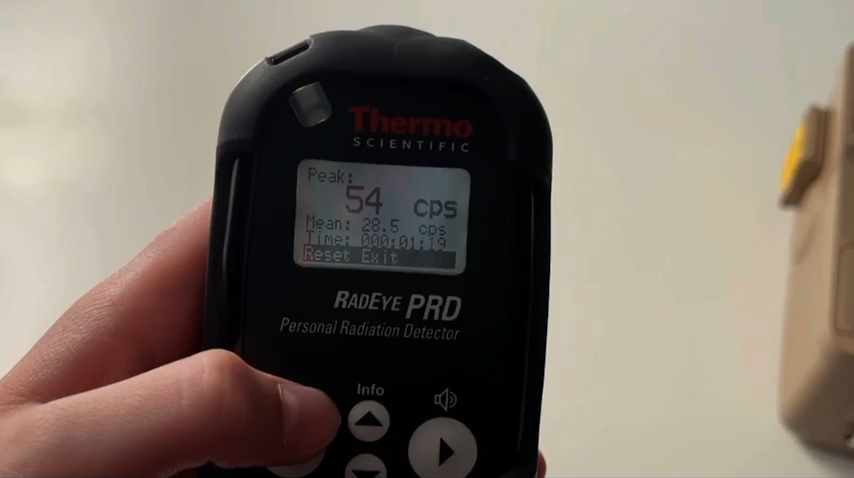 Thermo
SCIENTIFIC
Peak:
54 cps
Mean: 28.5 cps
Time: 000:01:19
Reset Exit
RADEYE PRD
Personal Radiation Detector
Info